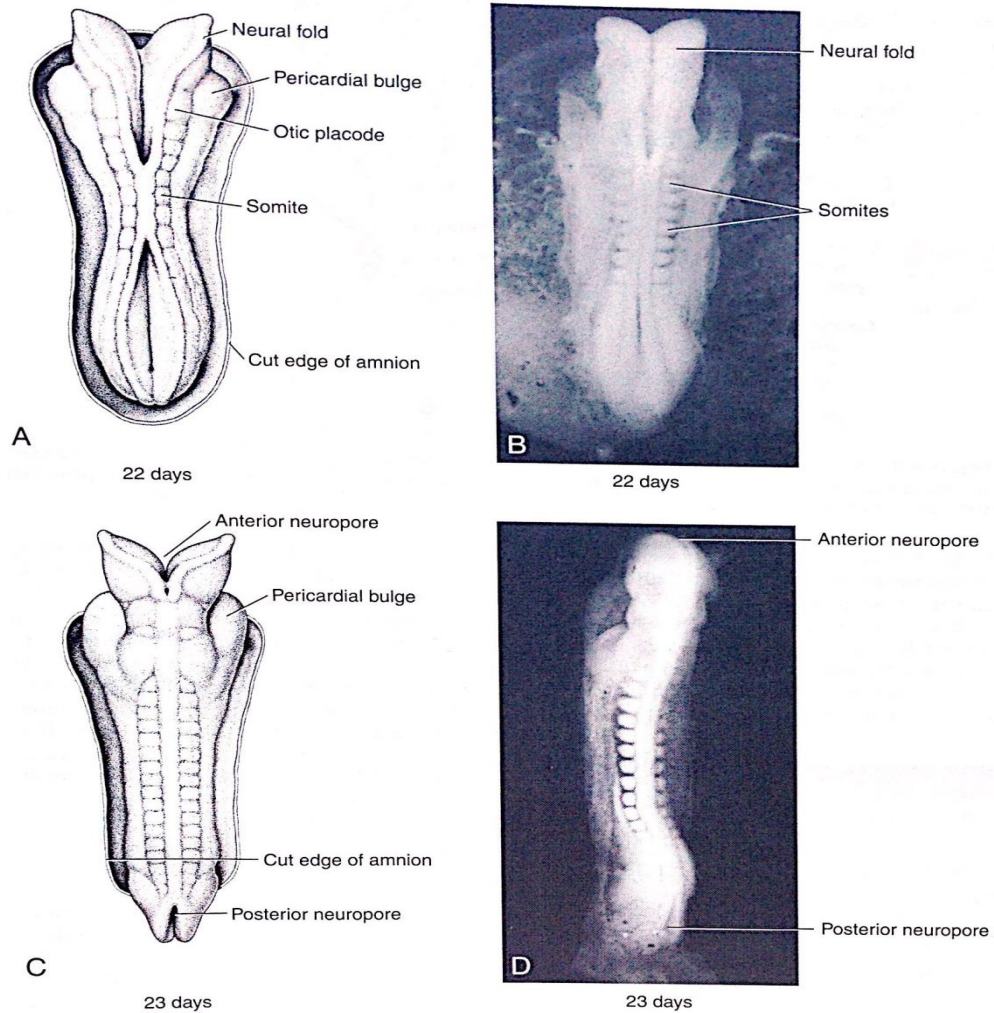 Neural fold
Pericardial bulge
Otic placode
Somite
Cut edge of amnion
A
22 days
Neural fold
Somites
B
22 days
Anterior neuropore
Pericardial bulge
Cut edge of amnion
Posterior neuropore
C
23 days
Anterior neuropore
Posterior neuropore
D
23 days